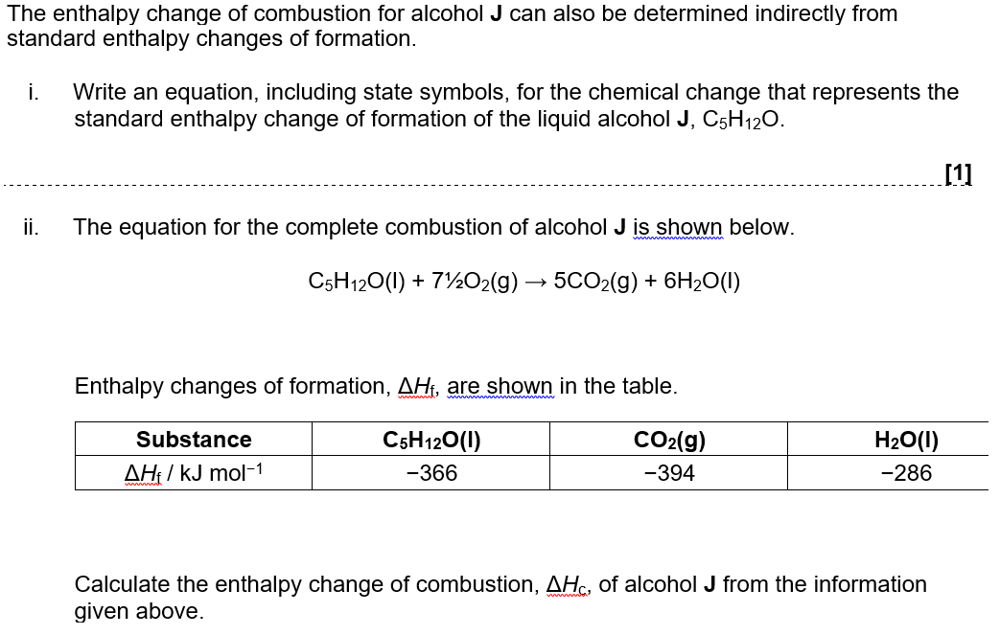 The enthalpy change of combustion for alcohol J can also be determined indirectly from
standard enthalpy changes of formation.
i. Write an equation, including state symbols, for the chemical change that represents the
standard enthalpy change of formation of the liquid alcohol J, C₅H₁₂O.
[1]
ii. The equation for the complete combustion of alcohol J is shown below.
C₅H₁₂O(l) + 7½O₂(g) → 5CO₂(g) + 6H₂O(l)
Enthalpy changes of formation, ΔHf, are shown in the table.
Substance C₅H₁₂O(l) CO₂(g) H₂O(l)
ΔHf / kJ mol⁻¹ −366 −394 −286
Calculate the enthalpy change of combustion, ΔHc, of alcohol J from the information
given above.